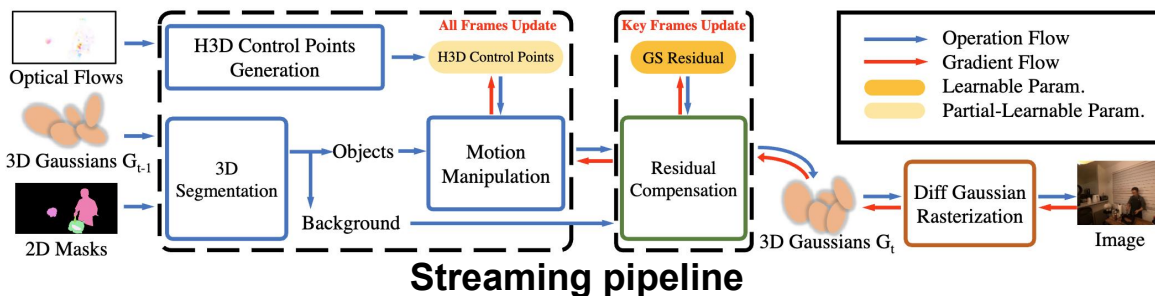 Optical Flows
3D Gaussians G_{t-1}
2D Masks
H3D Control Points
Generation
All Frames Update
H3D Control Points
3D
Segmentation
Objects
Background
Motion
Manipulation
Key Frames Update
GS Residual
Residual
Compensation
3D Gaussians G_t
Diff Gaussian
Rasterization
Image
Operation Flow
Gradient Flow
Learnable Param.
Partial-Learnable Param.
Streaming pipeline